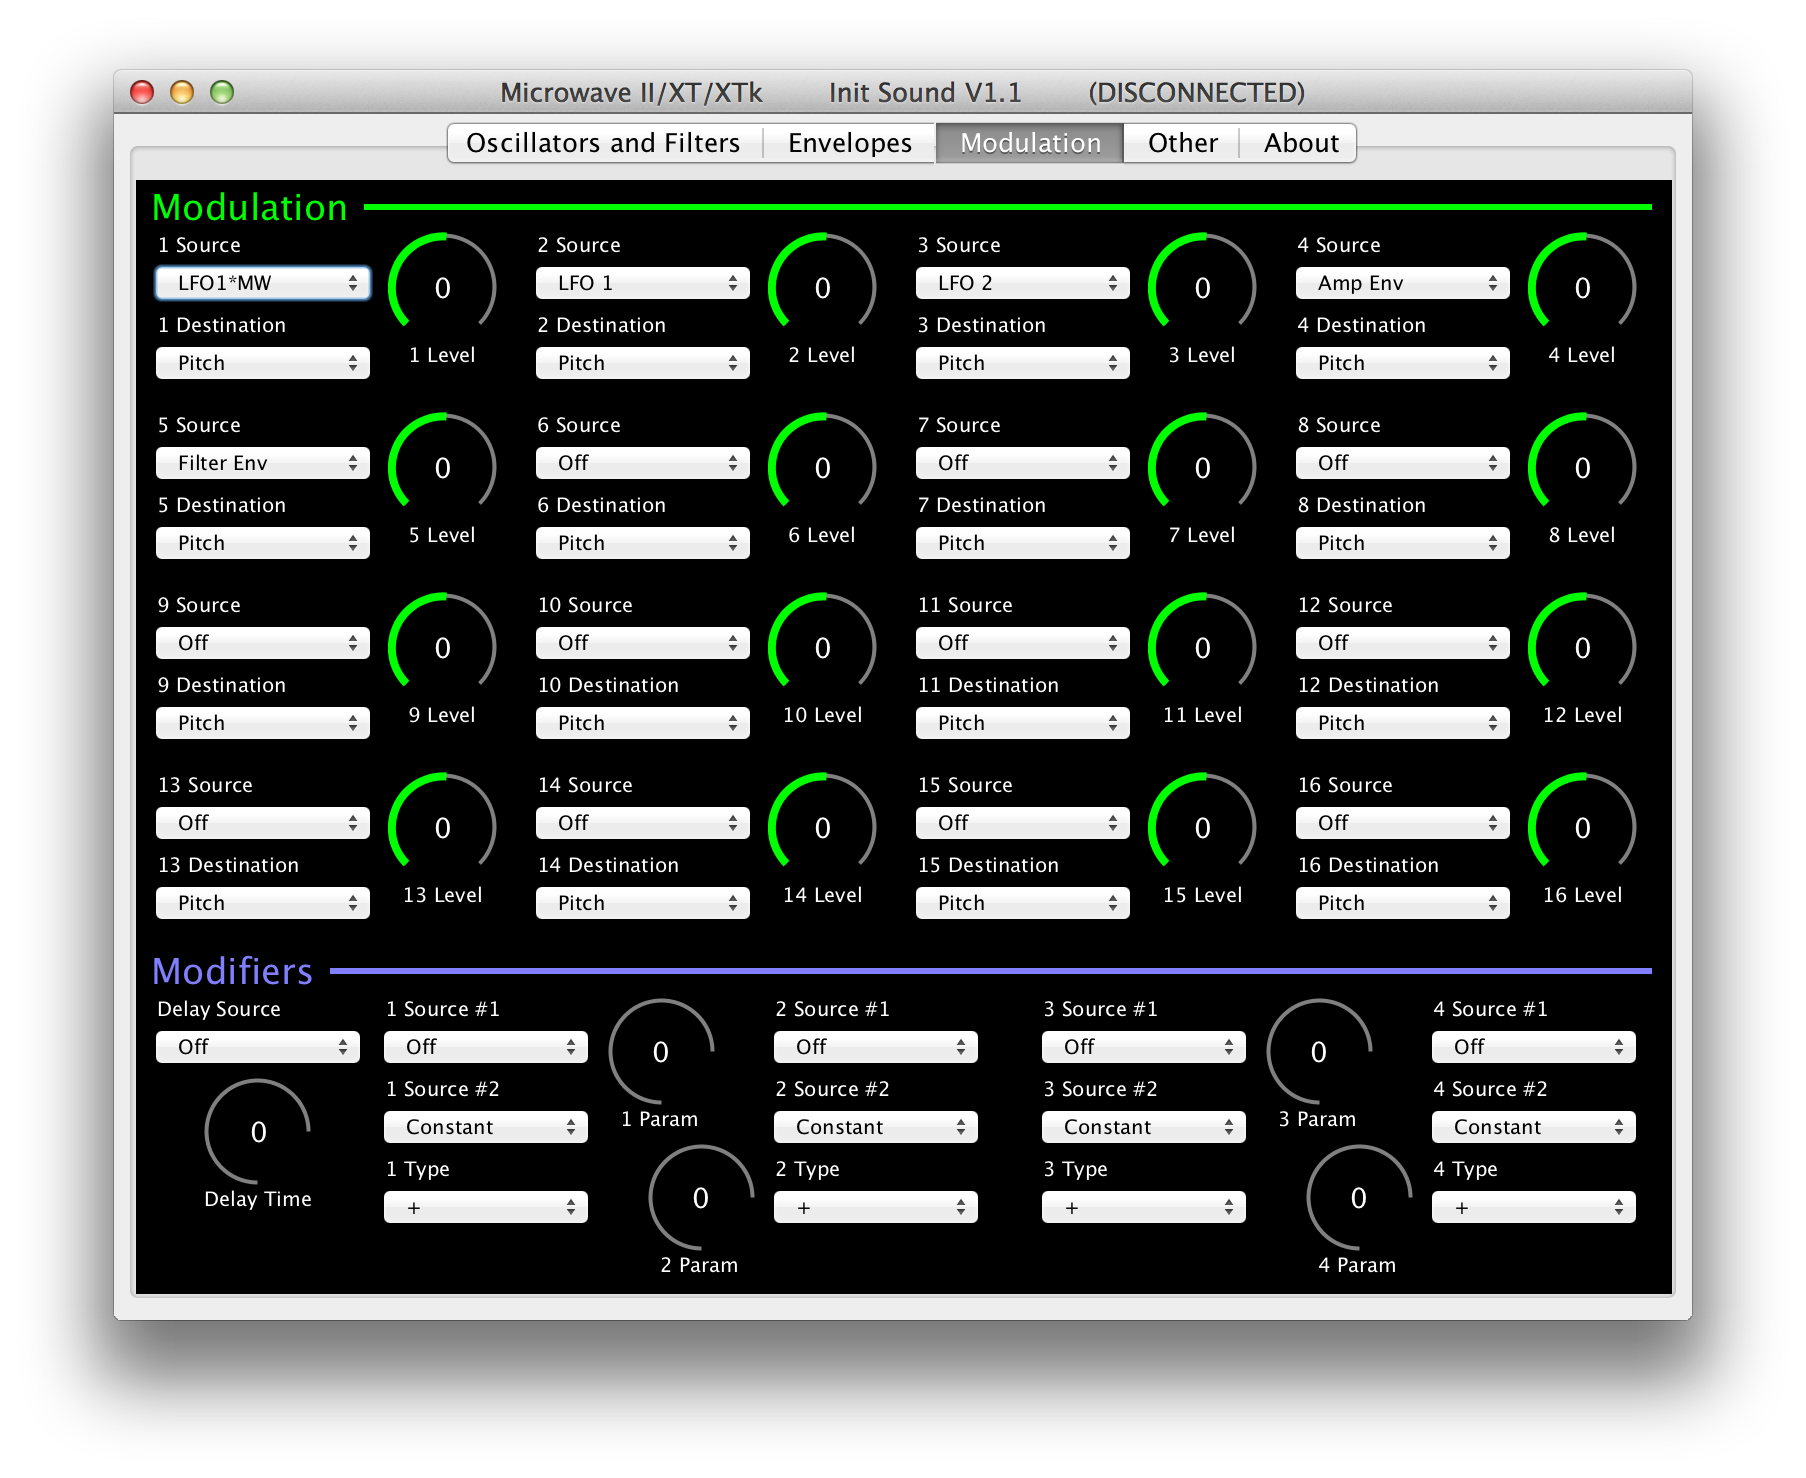 Microwave II/XT/XTk Init Sound V1.1 (DISCONNECTED)
Oscillators and Filters Envelopes Modulation Other About
Modulation
1 Source 2 Source 3 Source 4 Source
LFO1*MW 0 LFO 1 0 LFO 2 0 Amp Env 0
1 Destination 2 Destination 3 Destination 4 Destination
Pitch 1 Level Pitch 2 Level Pitch 3 Level Pitch 4 Level
5 Source 6 Source 7 Source 8 Source
Filter Env 0 Off 0 Off 0 Off 0
5 Destination 6 Destination 7 Destination 8 Destination
Pitch 5 Level Pitch 6 Level Pitch 7 Level Pitch 8 Level
9 Source 10 Source 11 Source 12 Source
Off 0 Off 0 Off 0 Off 0
9 Destination 10 Destination 11 Destination 12 Destination
Pitch 9 Level Pitch 10 Level Pitch 11 Level Pitch 12 Level
13 Source 14 Source 15 Source 16 Source
Off 0 Off 0 Off 0 Off 0
13 Destination 14 Destination 15 Destination 16 Destination
Pitch 13 Level Pitch 14 Level Pitch 15 Level Pitch 16 Level
Modifiers
Delay Source 1 Source #1 2 Source #1 3 Source #1 4 Source #1
Off Off 0 Off Off 0 Off
1 Source #2 2 Source #2 3 Source #2 4 Source #2
0 Constant 1 Param Constant Constant 3 Param Constant
1 Type 2 Type 3 Type 4 Type
Delay Time + 0 + + 0 +
2 Param 4 Param